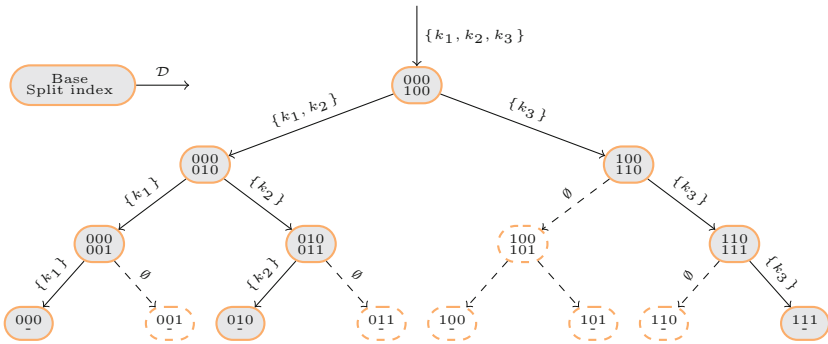 {k₁, k₂, k₃}
Base
Split index
𝒟
000
100
{k₁, k₂}
{k₃}
000
010
100
110
{k₁}
{k₂}
∅
{k₃}
000
001
010
011
100
101
110
111
{k₁}
∅
{k₂}
∅
∅
{k₃}
000
-
001
-
010
-
011
-
100
-
101
-
110
-
111
-